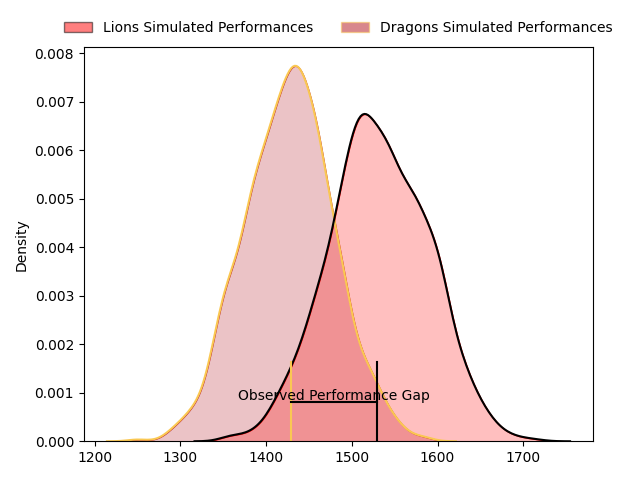 Lions Simulated Performances
Dragons Simulated Performances
0.008
0.007
0.006
0.005
0.004
0.003
0.002
0.001
0.000
Density
Observed Performance Gap
1200 1300 1400 1500 1600 1700